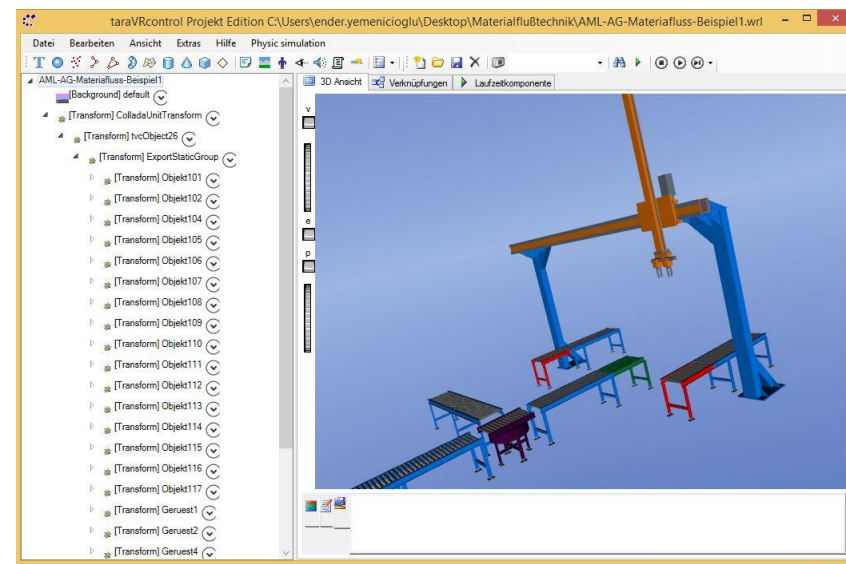 taraVRcontrol Projekt Edition C:\Users\ender.yemenicioglu\Desktop\Materialflußtechnik\AML-AG-Materiafluss-Beispiel1.wrl
Datei Bearbeiten Ansicht Extras Hilfe Physic simulation
AML-AG-Materiafluss-Beispiel1
[Background] default
[Transform] ColladaUnitTransform
[Transform] tvcObject26
[Transform] ExportStaticGroup
[Transform] Objekt101
[Transform] Objekt102
[Transform] Objekt104
[Transform] Objekt105
[Transform] Objekt106
[Transform] Objekt107
[Transform] Objekt108
[Transform] Objekt109
[Transform] Objekt110
[Transform] Objekt111
[Transform] Objekt112
[Transform] Objekt113
[Transform] Objekt114
[Transform] Objekt115
[Transform] Objekt116
[Transform] Objekt117
[Transform] Geruest1
[Transform] Geruest2
[Transform] Geruest4
3D Ansicht Verknüpfungen Laufzeitkomponente
v
e
p